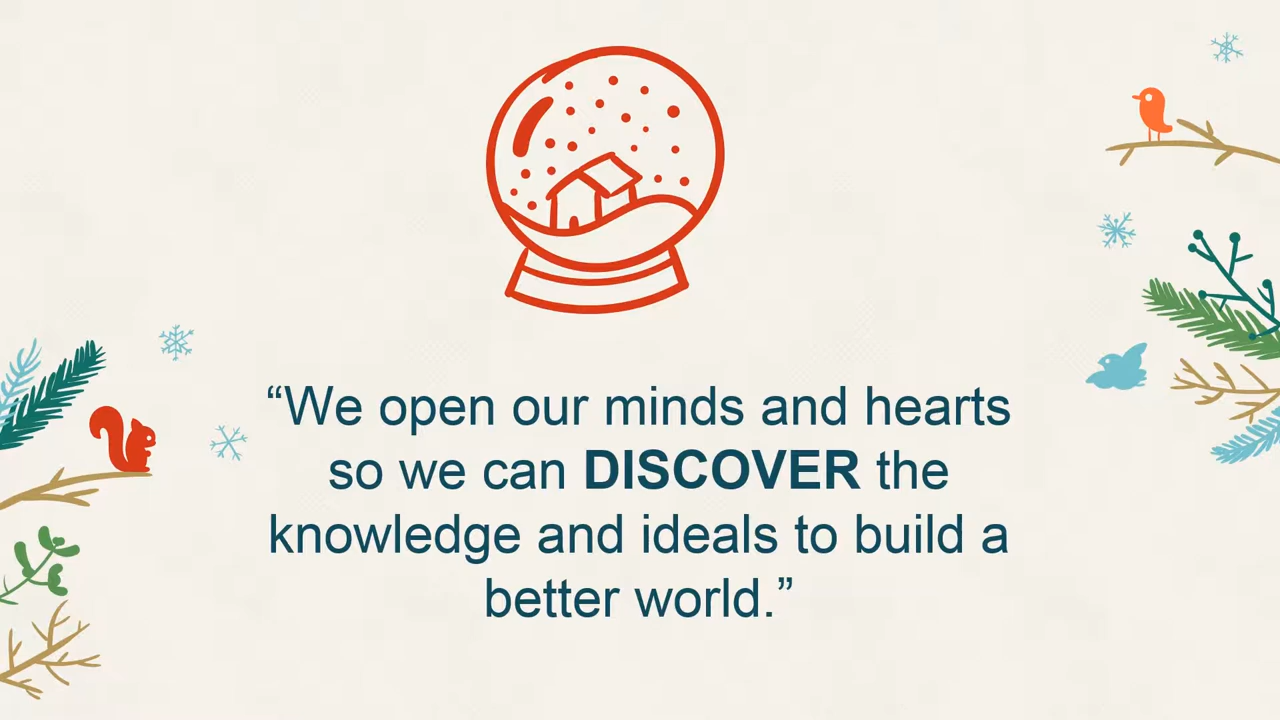 “We open our minds and hearts
so we can DISCOVER the
knowledge and ideals to build a
better world.”